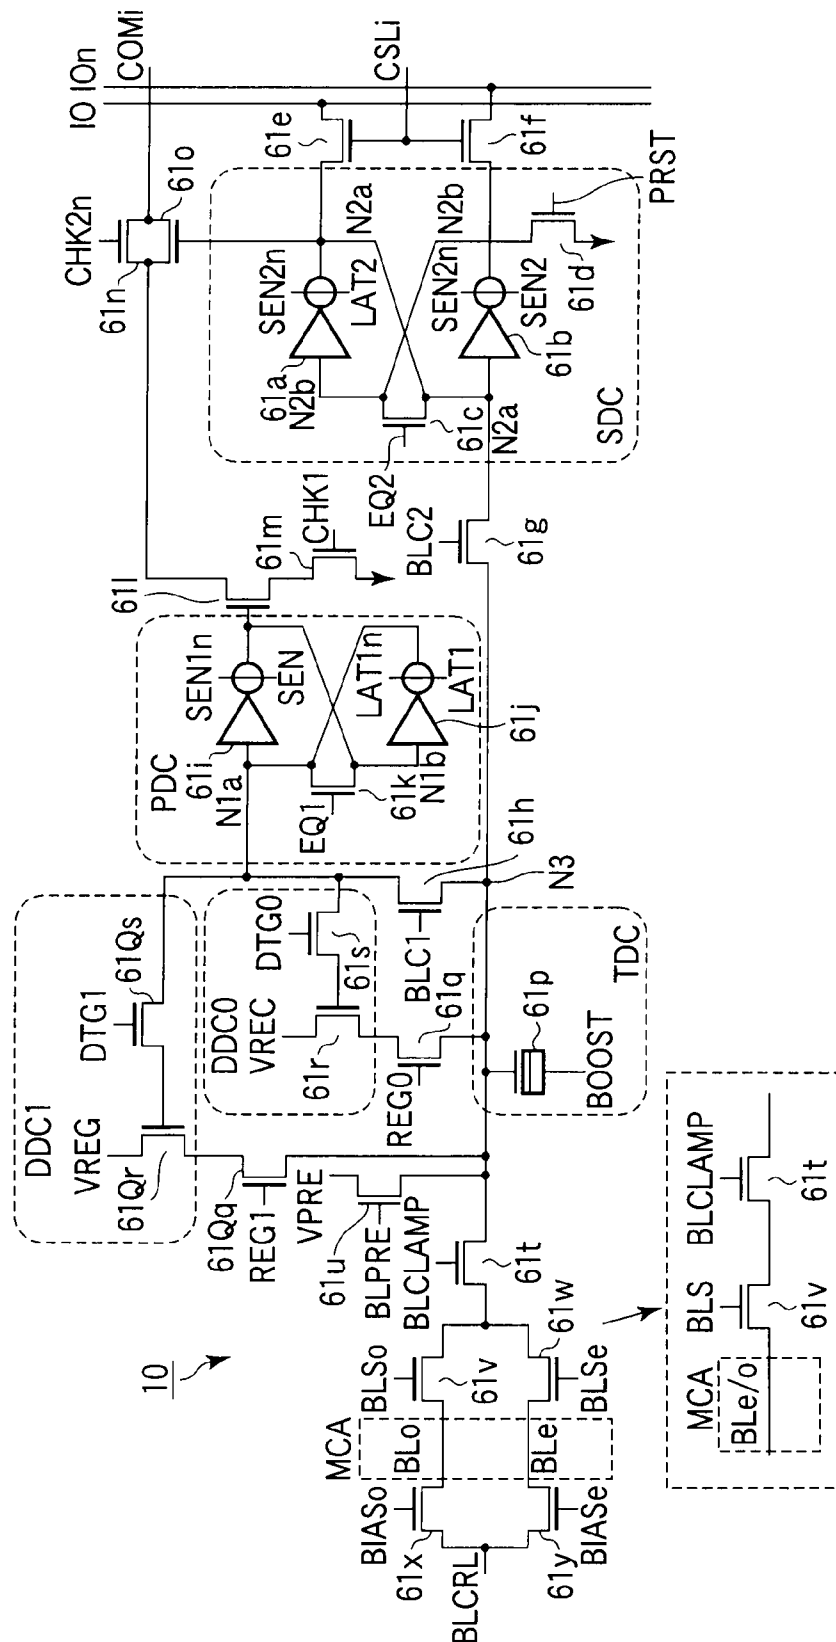 10
BLCRL
BIASo
61x
BIASe
61y
MCA
BLo
BLe
BLSo
61v
BLSe
61w
BLCLAMP
61t
61u
BLPRE
VPRE
DDC1
VREG
61Qr
DTG1
61Qs
61Qq
REG1
DDC0
VREC
61r
DTG0
61s
REG0
61q
BLC1
61h
N3
TDC
61p
BOOST
MCA
BLe/o
BLS
61v
BLCLAMP
61t
PDC
61i
N1a
SEN1n
SEN
EQ1
61k
N1b
LAT1n
LAT1
61j
61l
61m
CHK1
BLC2
61g
EQ2
61c
N2a
SDC
61a
N2b
SEN2n
LAT2
N2a
N2b
SEN2n
SEN2
61b
61d
PRST
61e
61f
CSLi
CHK2n
61n
61o
IO
IOn
COMi